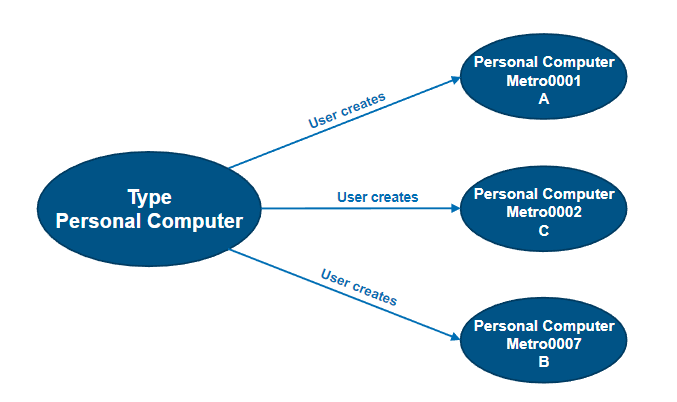 Type
Personal Computer
User creates
Personal Computer
Metro0001
A
User creates
Personal Computer
Metro0002
C
User creates
Personal Computer
Metro0007
B